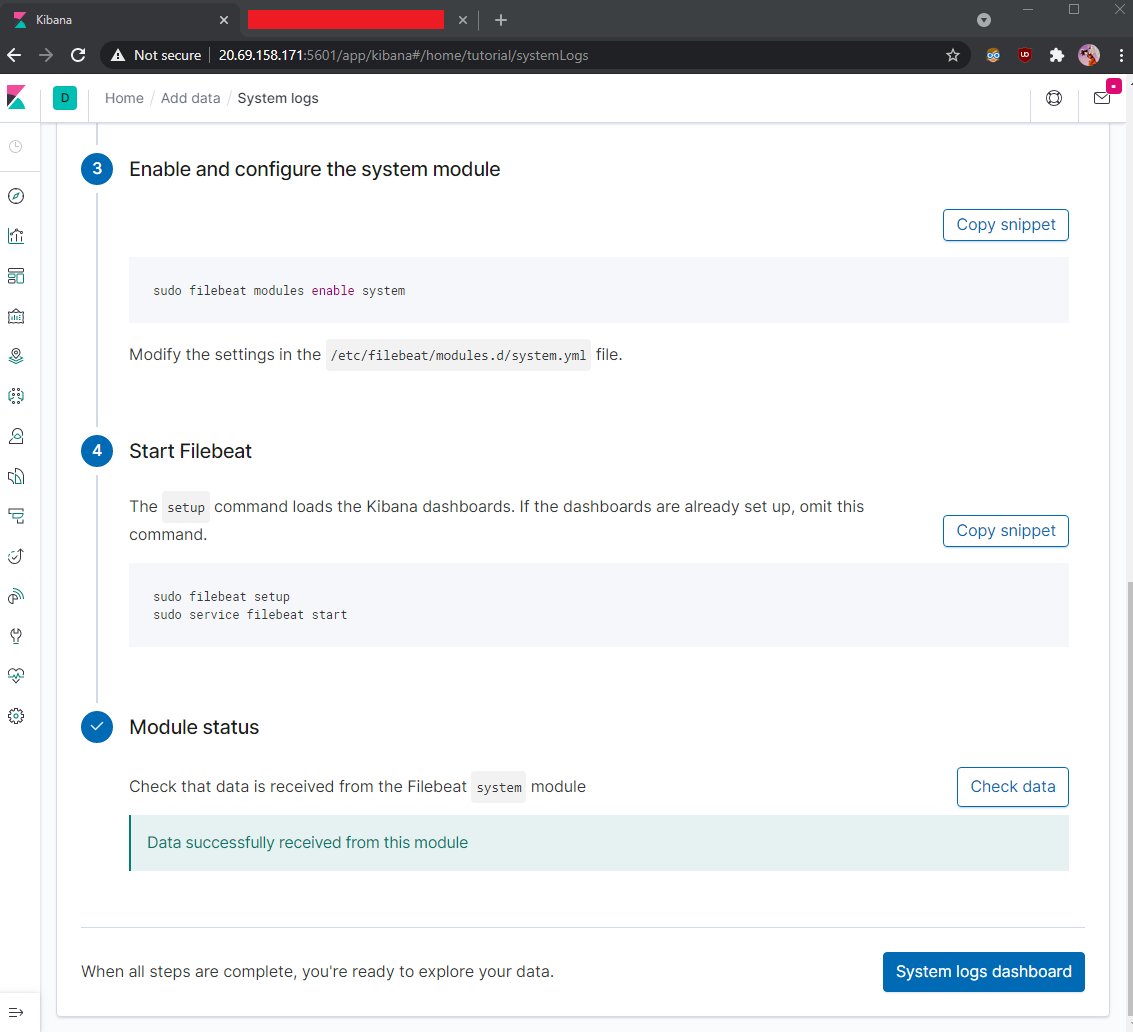 Kibana
Not secure 20.69.158.171:5601/app/kibana#/home/tutorial/systemLogs
D Home / Add data / System logs
3 Enable and configure the system module
Copy snippet
sudo filebeat modules enable system
Modify the settings in the /etc/filebeat/modules.d/system.yml file.
4 Start Filebeat
The setup command loads the Kibana dashboards. If the dashboards are already set up, omit this
command.
Copy snippet
sudo filebeat setup
sudo service filebeat start
Module status
Check that data is received from the Filebeat system module
Check data
Data successfully received from this module
When all steps are complete, you're ready to explore your data.
System logs dashboard